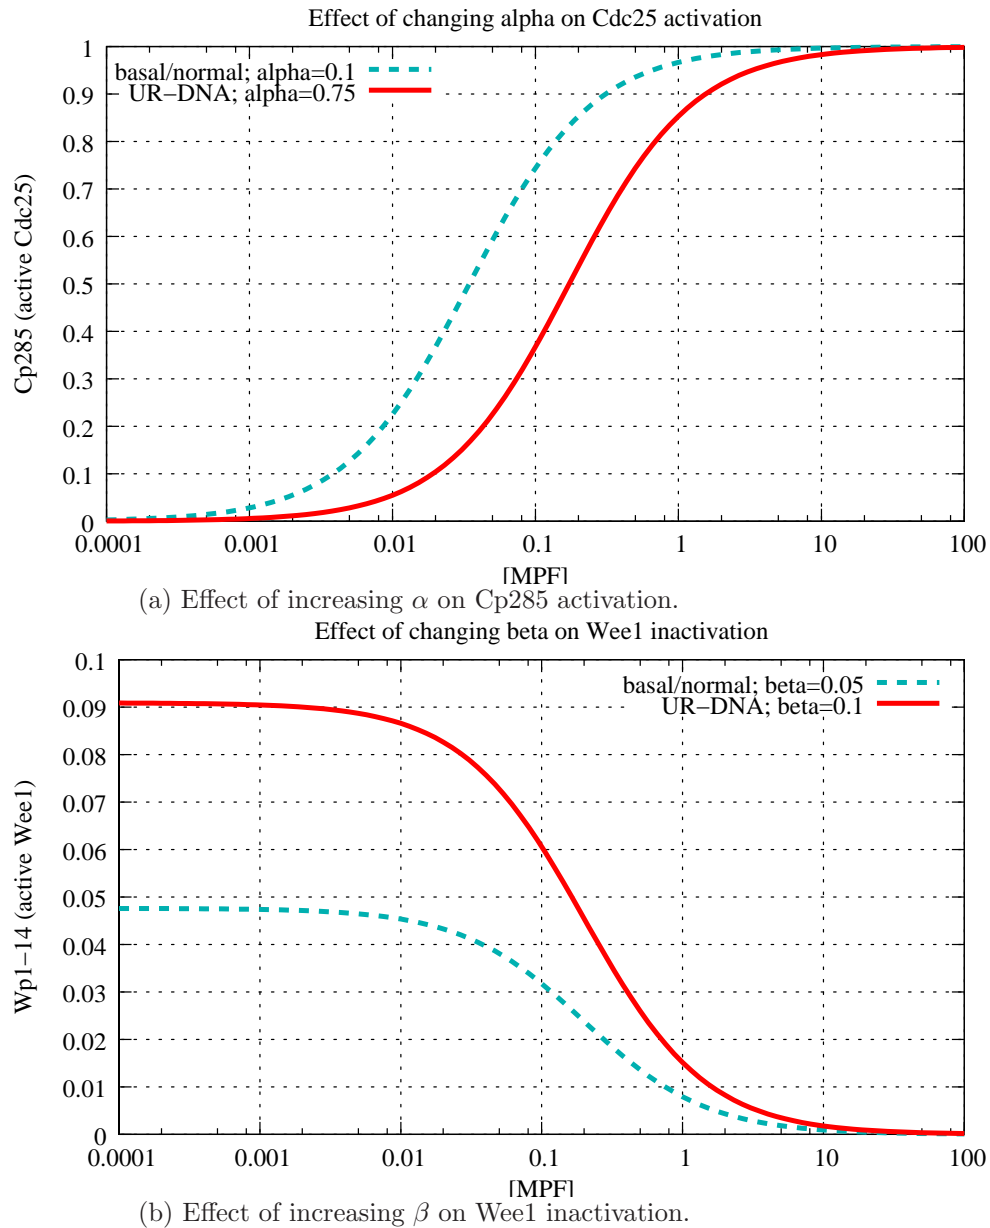 Effect of changing alpha on Cdc25 activation
1
basal/normal; alpha=0.1
UR−DNA; alpha=0.75
0.9
0.8
0.7
0.6
0.5
0.4
0.3
0.2
0.1
0
Cp285 (active Cdc25)
0.0001 0.001 0.01 0.1 1 10 100
[MPF]
(a) Effect of increasing α on Cp285 activation.
Effect of changing beta on Wee1 inactivation
0.1
basal/normal; beta=0.05
UR−DNA; beta=0.1
0.09
0.08
0.07
0.06
0.05
0.04
0.03
0.02
0.01
0
Wp1−14 (active Wee1)
0.0001 0.001 0.01 0.1 1 10 100
[MPF]
(b) Effect of increasing β on Wee1 inactivation.